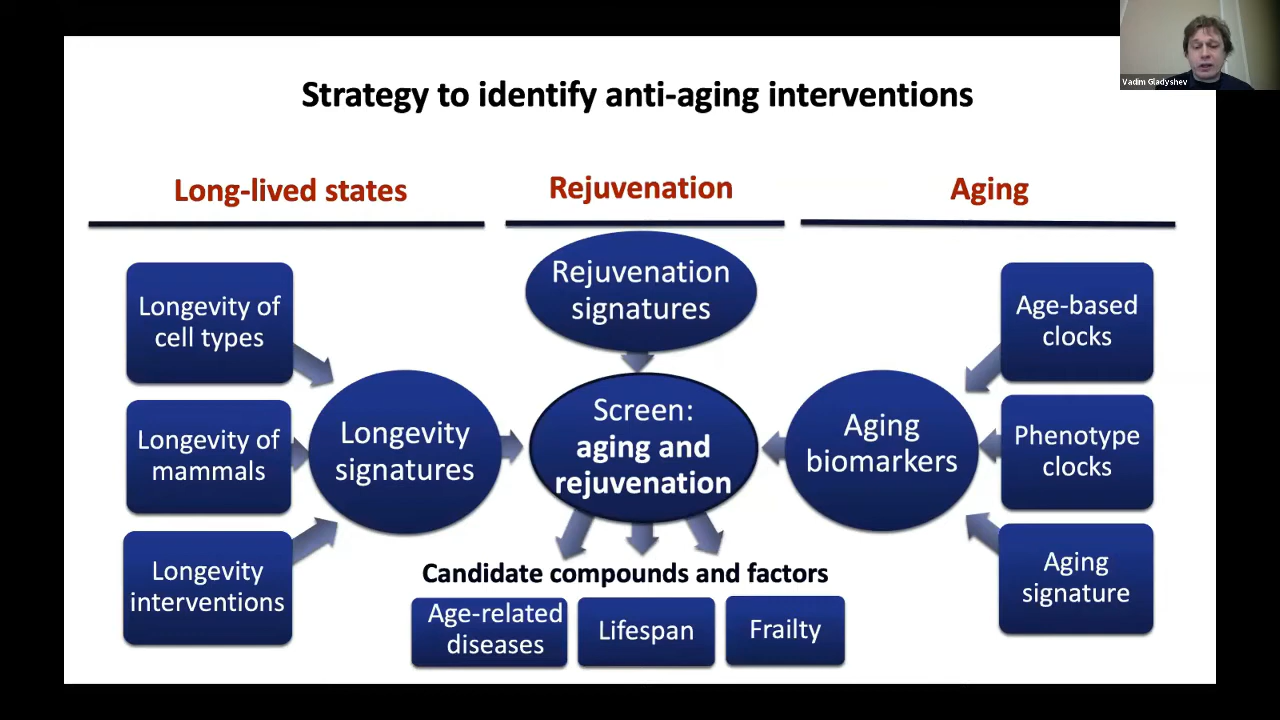 Vadim Gladyshev
Strategy to identify anti-aging interventions
Long-lived states
Rejuvenation
Aging
Longevity of
cell types
Longevity of
mammals
Longevity
interventions
Longevity
signatures
Rejuvenation
signatures
Screen:
aging and
rejuvenation
Aging
biomarkers
Age-based
clocks
Phenotype
clocks
Aging
signature
Candidate compounds and factors
Age-related
diseases
Lifespan
Frailty